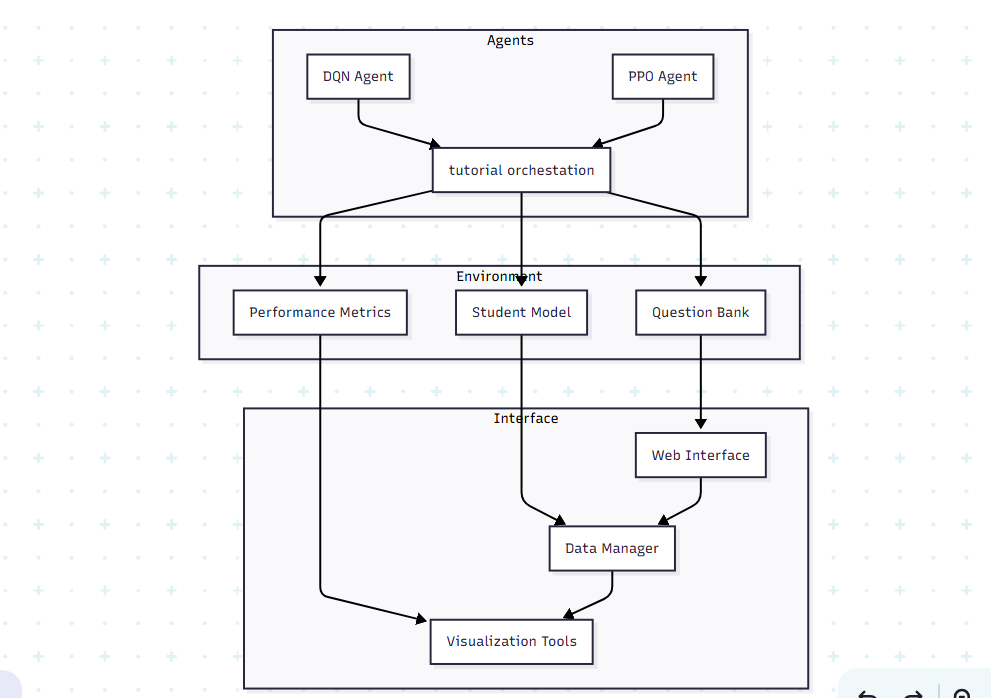 Agents
DQN Agent
PPO Agent
tutorial orchestation
Environment
Performance Metrics
Student Model
Question Bank
Interface
Web Interface
Data Manager
Visualization Tools